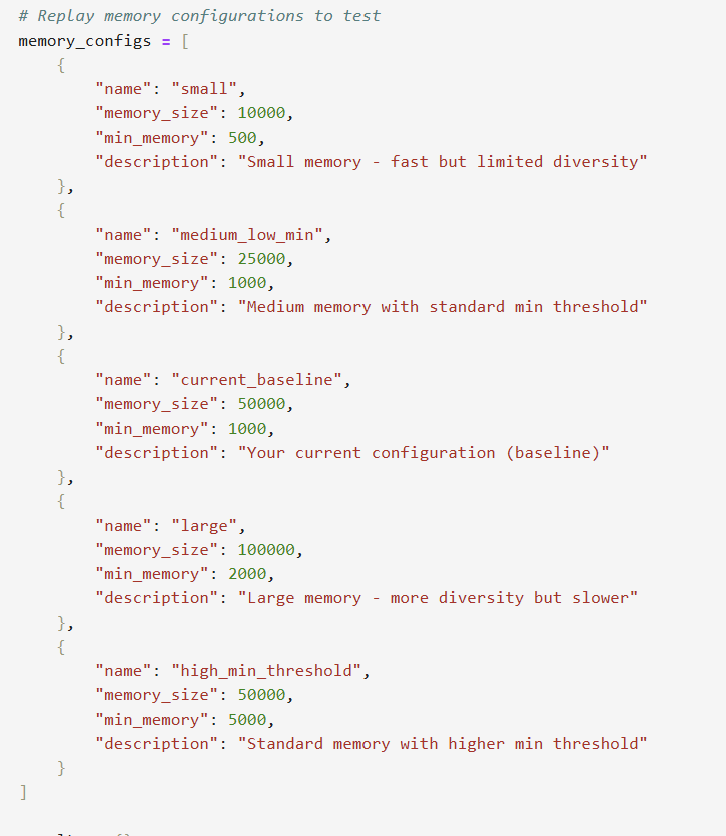 # Replay memory configurations to test
memory_configs = [
    {
        "name": "small",
        "memory_size": 10000,
        "min_memory": 500,
        "description": "Small memory - fast but limited diversity"
    },
    {
        "name": "medium_low_min",
        "memory_size": 25000,
        "min_memory": 1000,
        "description": "Medium memory with standard min threshold"
    },
    {
        "name": "current_baseline",
        "memory_size": 50000,
        "min_memory": 1000,
        "description": "Your current configuration (baseline)"
    },
    {
        "name": "large",
        "memory_size": 100000,
        "min_memory": 2000,
        "description": "Large memory - more diversity but slower"
    },
    {
        "name": "high_min_threshold",
        "memory_size": 50000,
        "min_memory": 5000,
        "description": "Standard memory with higher min threshold"
    }
]